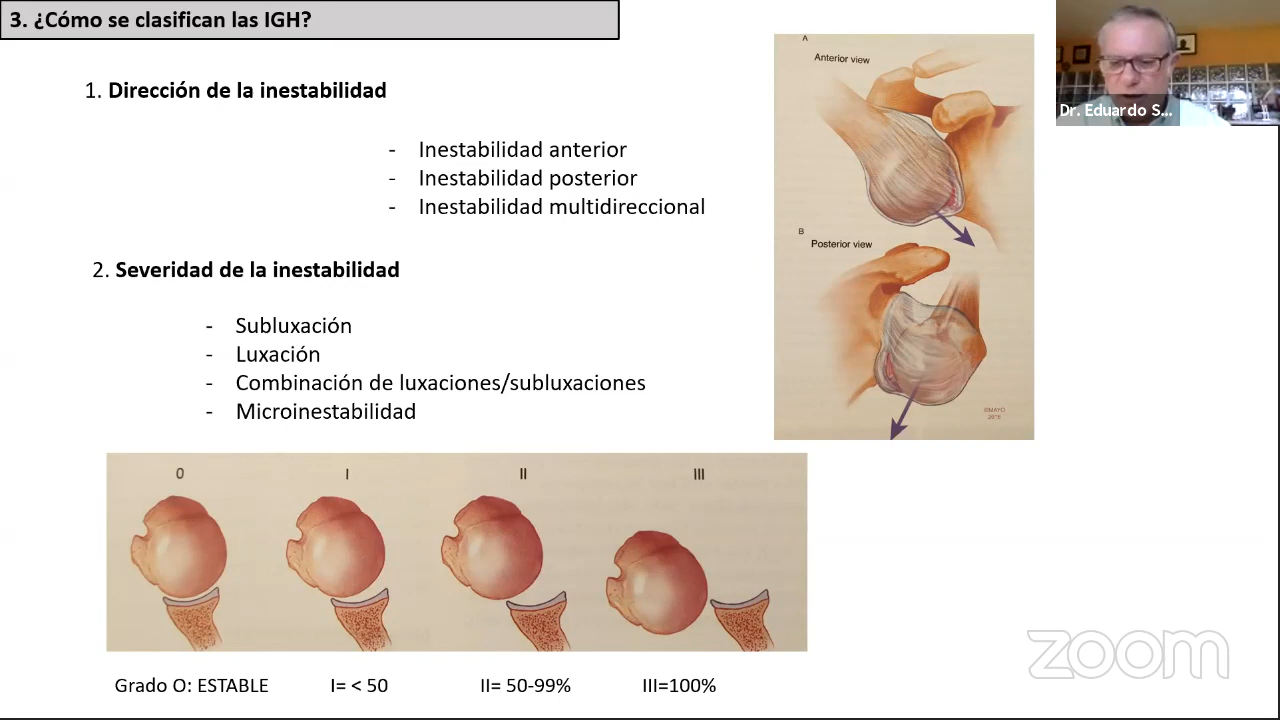 3. ¿Cómo se clasifican las IGH?
1. Dirección de la inestabilidad
- Inestabilidad anterior
- Inestabilidad posterior
- Inestabilidad multidireccional
2. Severidad de la inestabilidad
- Subluxación
- Luxación
- Combinación de luxaciones/subluxaciones
- Microinestabilidad
A
Anterior view
B
Posterior view
©MAYO
Dr. Eduardo S...
0 I II III
Grado O: ESTABLE I= < 50 II= 50-99% III=100%
zoom